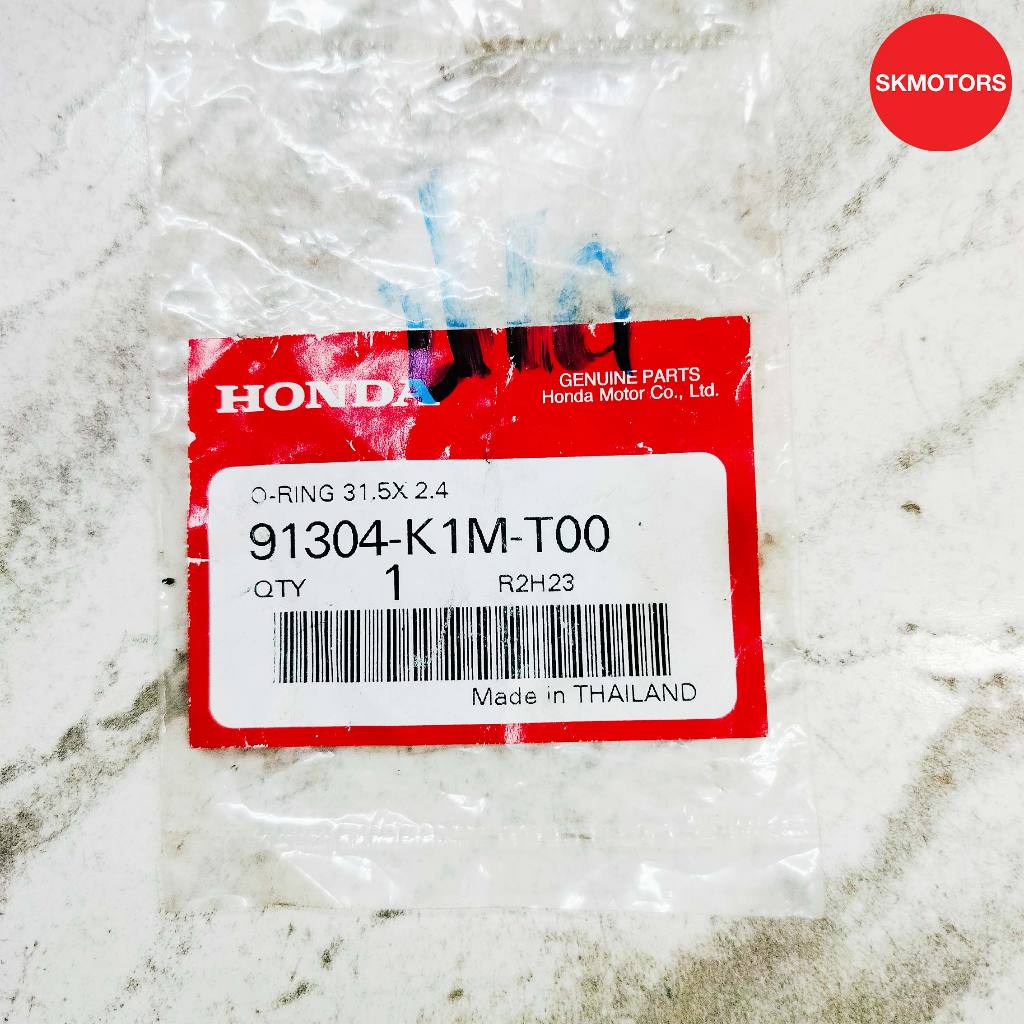 SKMOTORS
HONDA
GENUINE PARTS
Honda Motor Co., Ltd.
O-RING 31.5X 2.4
91304-K1M-T00
QTY 1 R2H23
Made in THAILAND